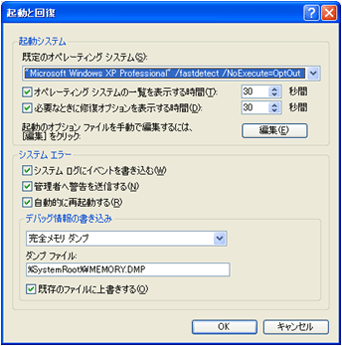 起動と回復
起動システム
既定のオペレーティング システム(S):
"Microsoft Windows XP Professional" /fastdetect /NoExecute=OptOut
オペレーティング システムの一覧を表示する時間(T): 30 秒間
必要なときに修復オプションを表示する時間(D): 30 秒間
起動のオプション ファイルを手動で編集するには、
[編集] をクリック: 編集(E)
システム エラー
システム ログにイベントを書き込む(W)
管理者へ警告を送信する(N)
自動的に再起動する(R)
デバッグ情報の書き込み
完全メモリ ダンプ
ダンプ ファイル:
%SystemRoot%¥MEMORY.DMP
既存のファイルに上書きする(O)
OK キャンセル